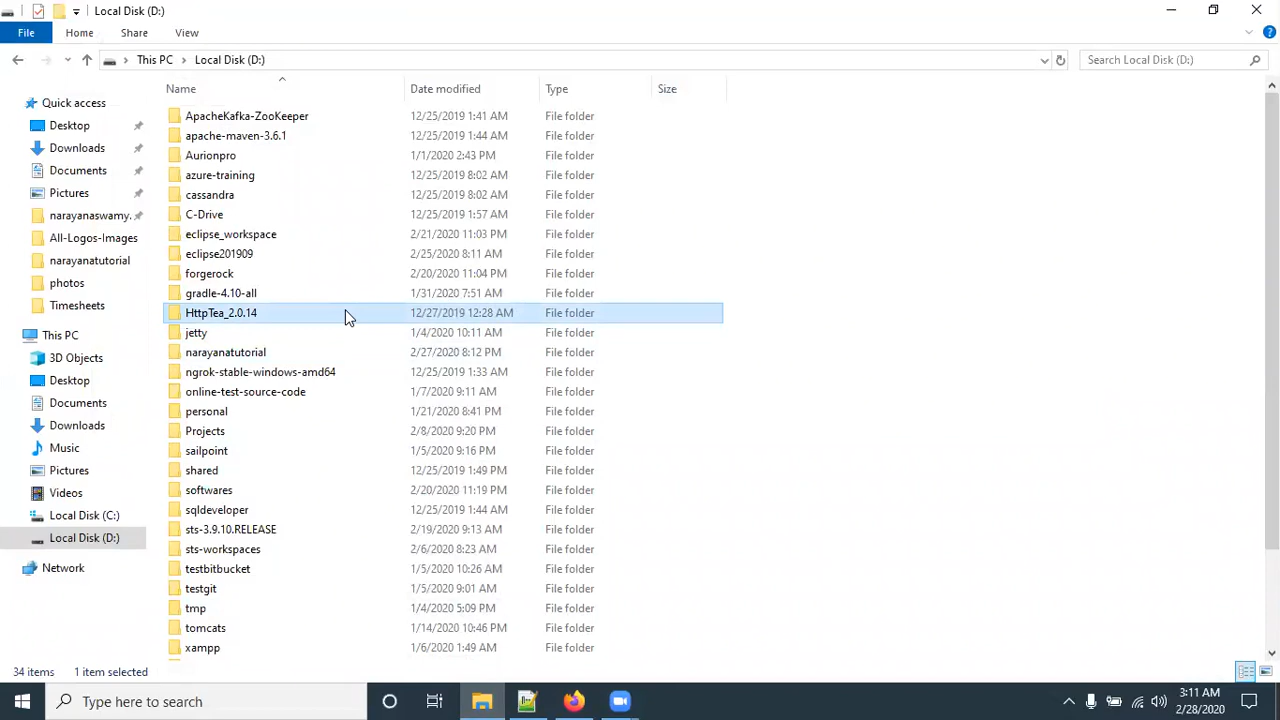 Local Disk (D:)
File Home Share View
This PC Local Disk (D:) Search Local Disk (D:)
Name Date modified Type Size
Quick access
Desktop
Downloads
Documents
Pictures
narayanaswamy.
All-Logos-Images
narayanatutorial
photos
Timesheets
This PC
3D Objects
Desktop
Documents
Downloads
Music
Pictures
Videos
Local Disk (C:)
Local Disk (D:)
Network
ApacheKafka-ZooKeeper 12/25/2019 1:41 AM File folder
apache-maven-3.6.1 12/25/2019 1:44 AM File folder
Aurionpro 1/1/2020 2:43 PM File folder
azure-training 12/25/2019 8:02 AM File folder
cassandra 12/25/2019 8:02 AM File folder
C-Drive 12/25/2019 1:57 AM File folder
eclipse_workspace 2/21/2020 11:03 PM File folder
eclipse201909 2/25/2020 8:11 AM File folder
forgerock 2/20/2020 11:04 PM File folder
gradle-4.10-all 1/31/2020 7:51 AM File folder
HttpTea_2.0.14 12/27/2019 12:28 AM File folder
jetty 1/4/2020 10:11 AM File folder
narayanatutorial 2/27/2020 8:12 PM File folder
ngrok-stable-windows-amd64 12/25/2019 1:33 AM File folder
online-test-source-code 1/7/2020 9:11 AM File folder
personal 1/21/2020 8:41 PM File folder
Projects 2/8/2020 9:20 PM File folder
sailpoint 1/5/2020 9:16 PM File folder
shared 12/25/2019 1:49 PM File folder
softwares 2/20/2020 11:19 PM File folder
sqldeveloper 12/25/2019 1:44 AM File folder
sts-3.9.10.RELEASE 2/19/2020 9:13 AM File folder
sts-workspaces 2/6/2020 8:23 AM File folder
testbitbucket 1/5/2020 10:26 AM File folder
testgit 1/5/2020 9:01 AM File folder
tmp 1/4/2020 5:09 PM File folder
tomcats 1/14/2020 10:46 PM File folder
xampp 1/6/2020 1:49 AM File folder
34 items 1 item selected
Type here to search
3:11 AM
2/28/2020